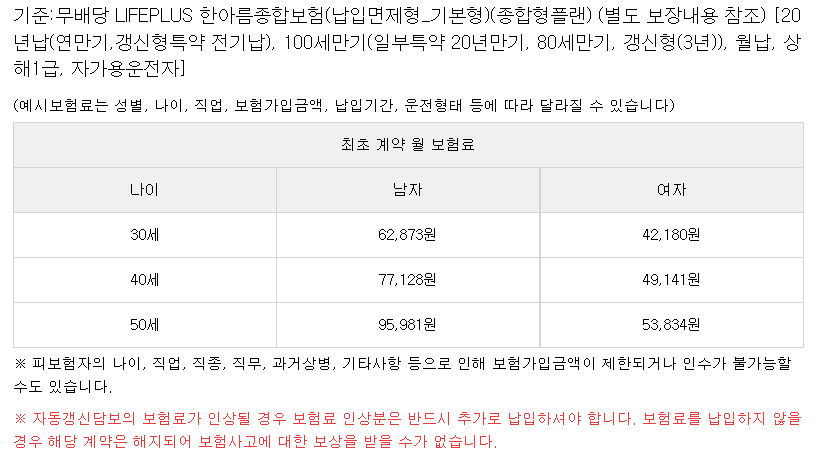 기준:무배당 LIFEPLUS 한아름종합보험(납입면제형_기본형)(종합형플랜) (별도 보장내용 참조) [20
년납(연만기,갱신형특약 전기납), 100세만기(일부특약 20년만기, 80세만기, 갱신형(3년)), 월납, 상
해1급, 자가용운전자]
(예시보험료는 성별, 나이, 직업, 보험가입금액, 납입기간, 운전형태 등에 따라 달라질 수 있습니다)
최초 계약 월 보험료
나이 남자 여자
30세 62,873원 42,180원
40세 77,128원 49,141원
50세 95,981원 53,834원
※ 피보험자의 나이, 직업, 직종, 직무, 과거상병, 기타사항 등으로 인해 보험가입금액이 제한되거나 인수가 불가능할
수도 있습니다.
※ 자동갱신담보의 보험료가 인상될 경우 보험료 인상분은 반드시 추가로 납입하셔야 합니다. 보험료를 납입하지 않을
경우 해당 계약은 해지되어 보험사고에 대한 보상을 받을 수가 없습니다.